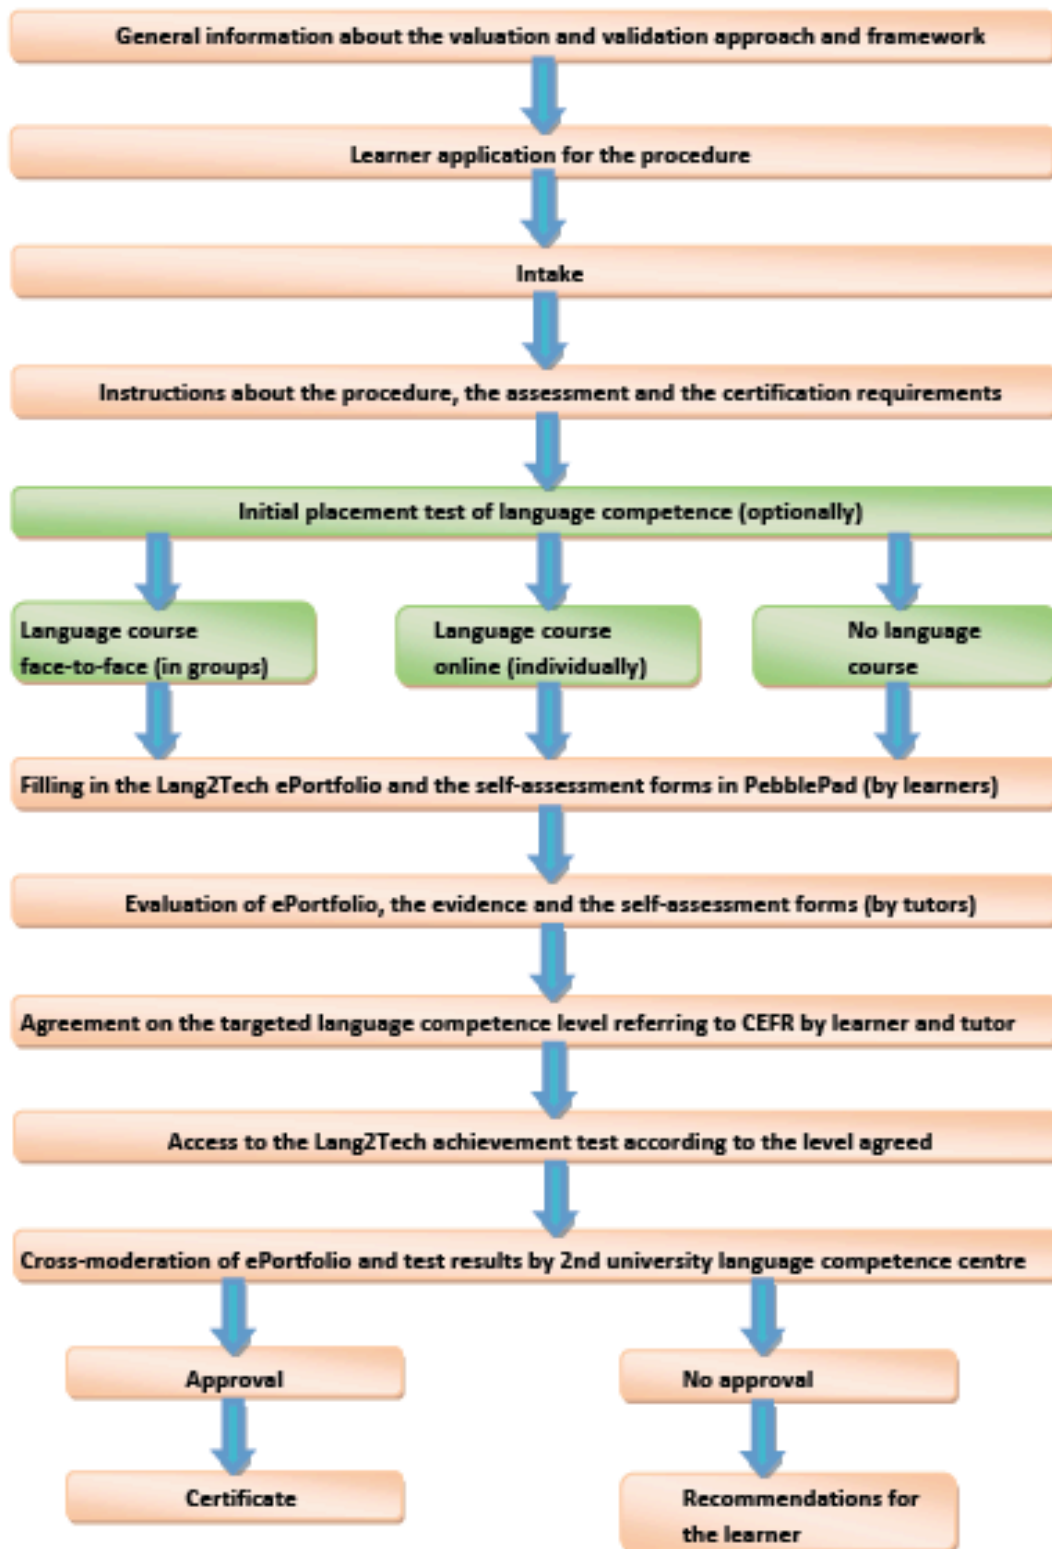 General information about the valuation and validation approach and framework
Learner application for the procedure
Intake
Instructions about the procedure, the assessment and the certification requirements
Initial placement test of language competence (optionally)
Language course
face-to-face (in groups)
Language course
online (individually)
No language
course
Filling in the Lang2Tech ePortfolio and the self-assessment forms in PebblePad (by learners)
Evaluation of ePortfolio, the evidence and the self-assessment forms (by tutors)
Agreement on the targeted language competence level referring to CEFR by learner and tutor
Access to the Lang2Tech achievement test according to the level agreed
Cross-moderation of ePortfolio and test results by 2nd university language competence centre
Approval
No approval
Certificate
Recommendations for
the learner